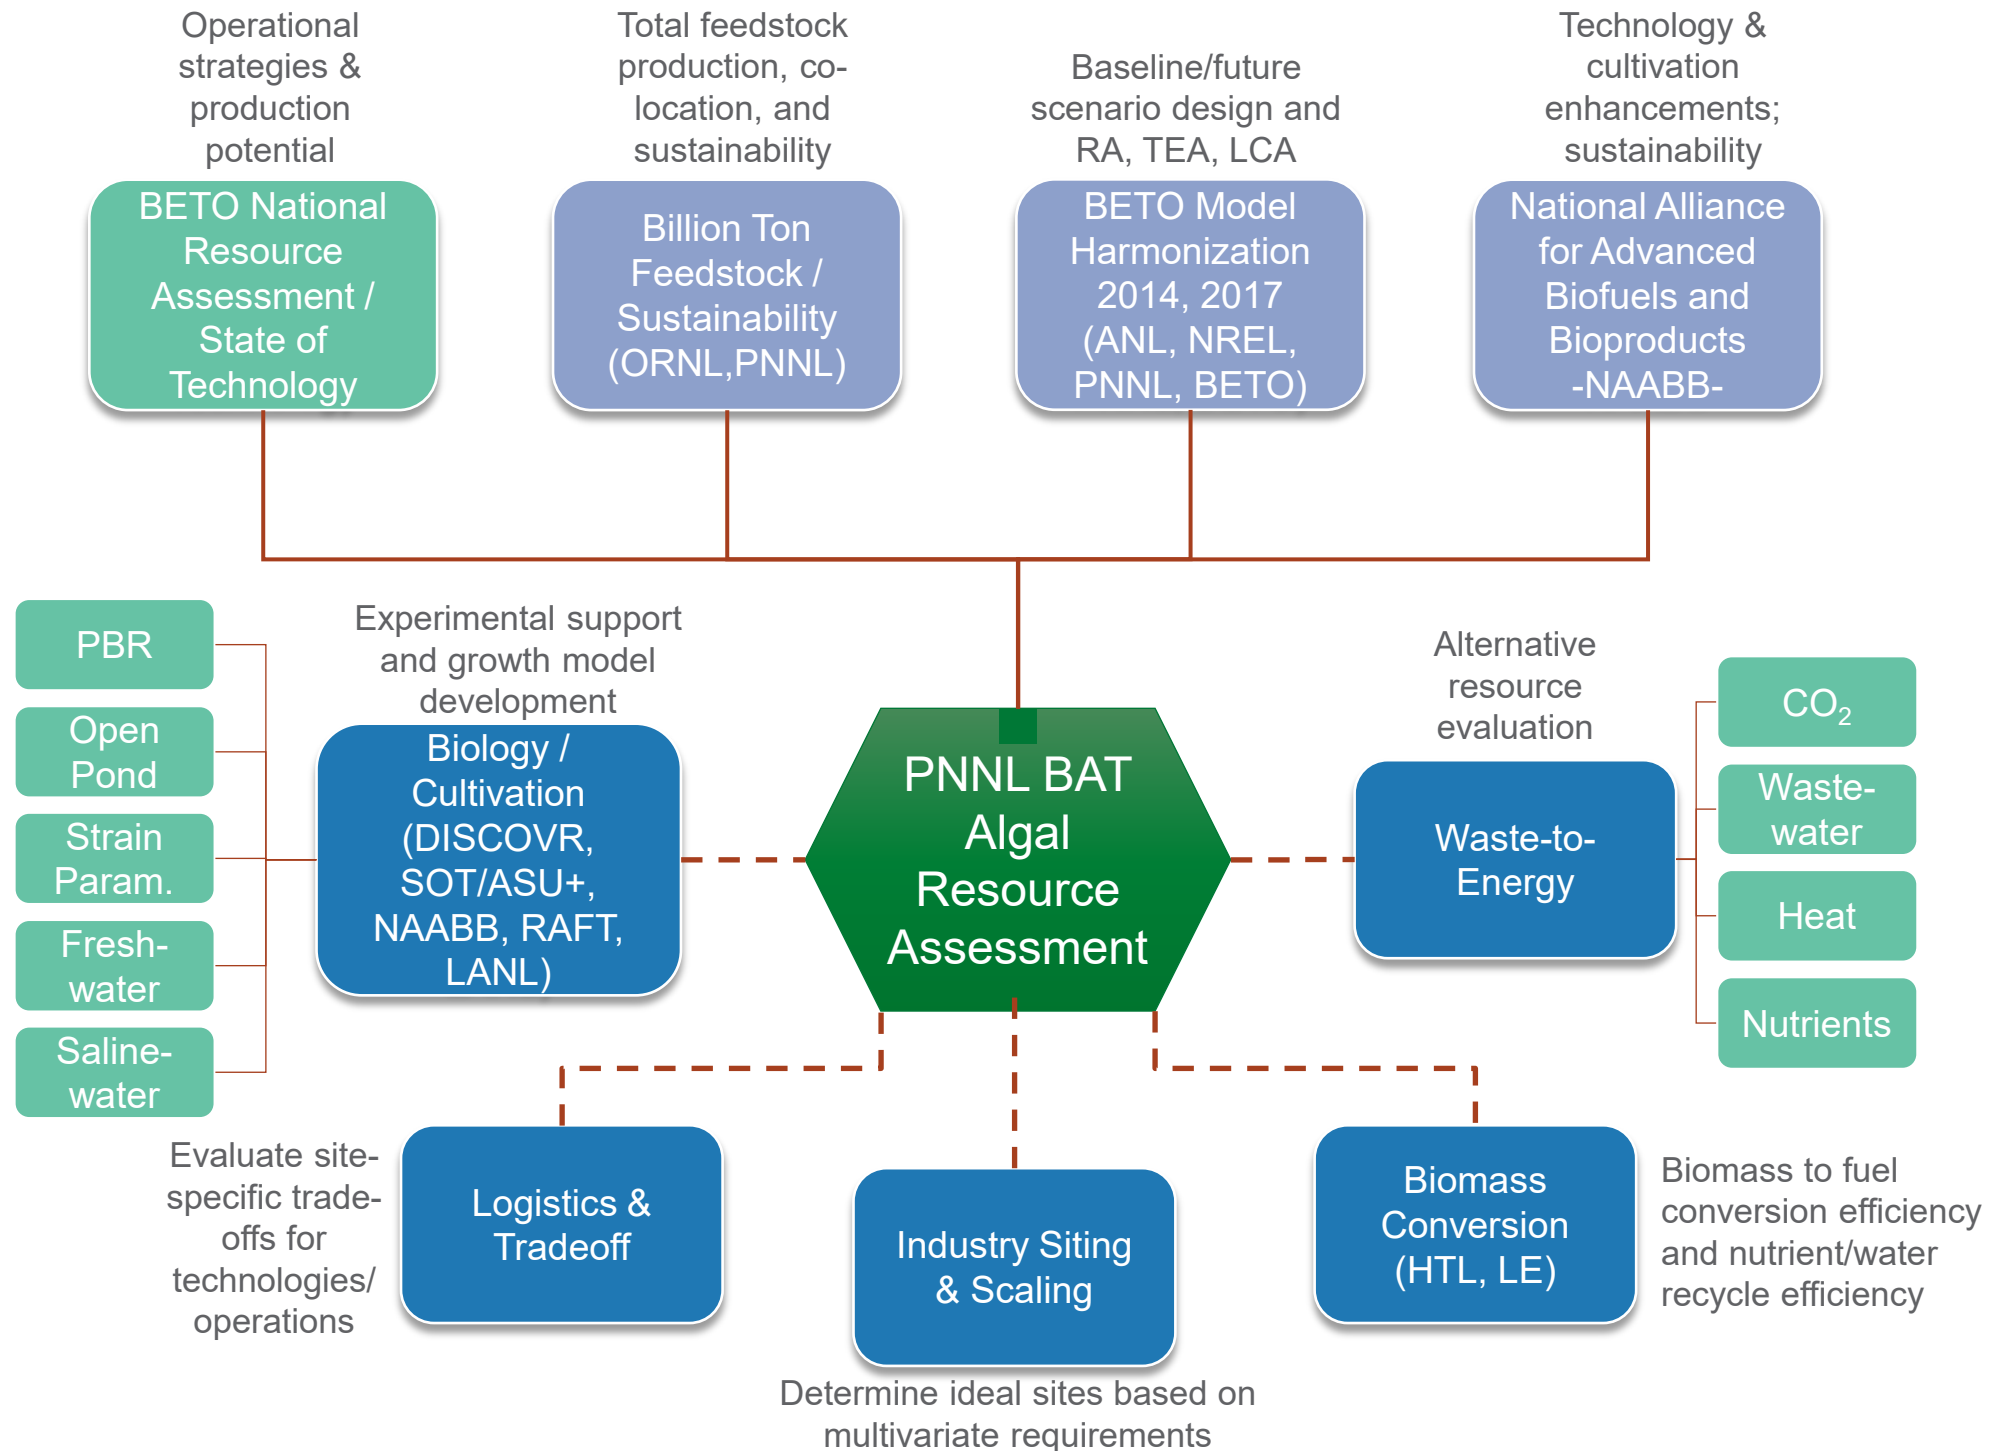 Operational
strategies &
production
potential
Total feedstock
production, co-
location, and
sustainability
Baseline/future
scenario design and
RA, TEA, LCA
Technology &
cultivation
enhancements;
sustainability
BETO National
Resource
Assessment /
State of
Technology
Billion Ton
Feedstock /
Sustainability
(ORNL,PNNL)
BETO Model
Harmonization
2014, 2017
(ANL, NREL,
PNNL, BETO)
National Alliance
for Advanced
Biofuels and
Bioproducts
-NAABB-
PBR
Open
Pond
Strain
Param.
Fresh-
water
Saline-
water
Experimental support
and growth model
development
Biology /
Cultivation
(DISCOVR,
SOT/ASU+,
NAABB, RAFT,
LANL)
PNNL BAT
Algal
Resource
Assessment
Alternative
resource
evaluation
Waste-to-
Energy
CO₂
Waste-
water
Heat
Nutrients
Evaluate site-
specific trade-
offs for
technologies/
operations
Logistics &
Tradeoff
Industry Siting
& Scaling
Determine ideal sites based on
multivariate requirements
Biomass
Conversion
(HTL, LE)
Biomass to fuel
conversion efficiency
and nutrient/water
recycle efficiency